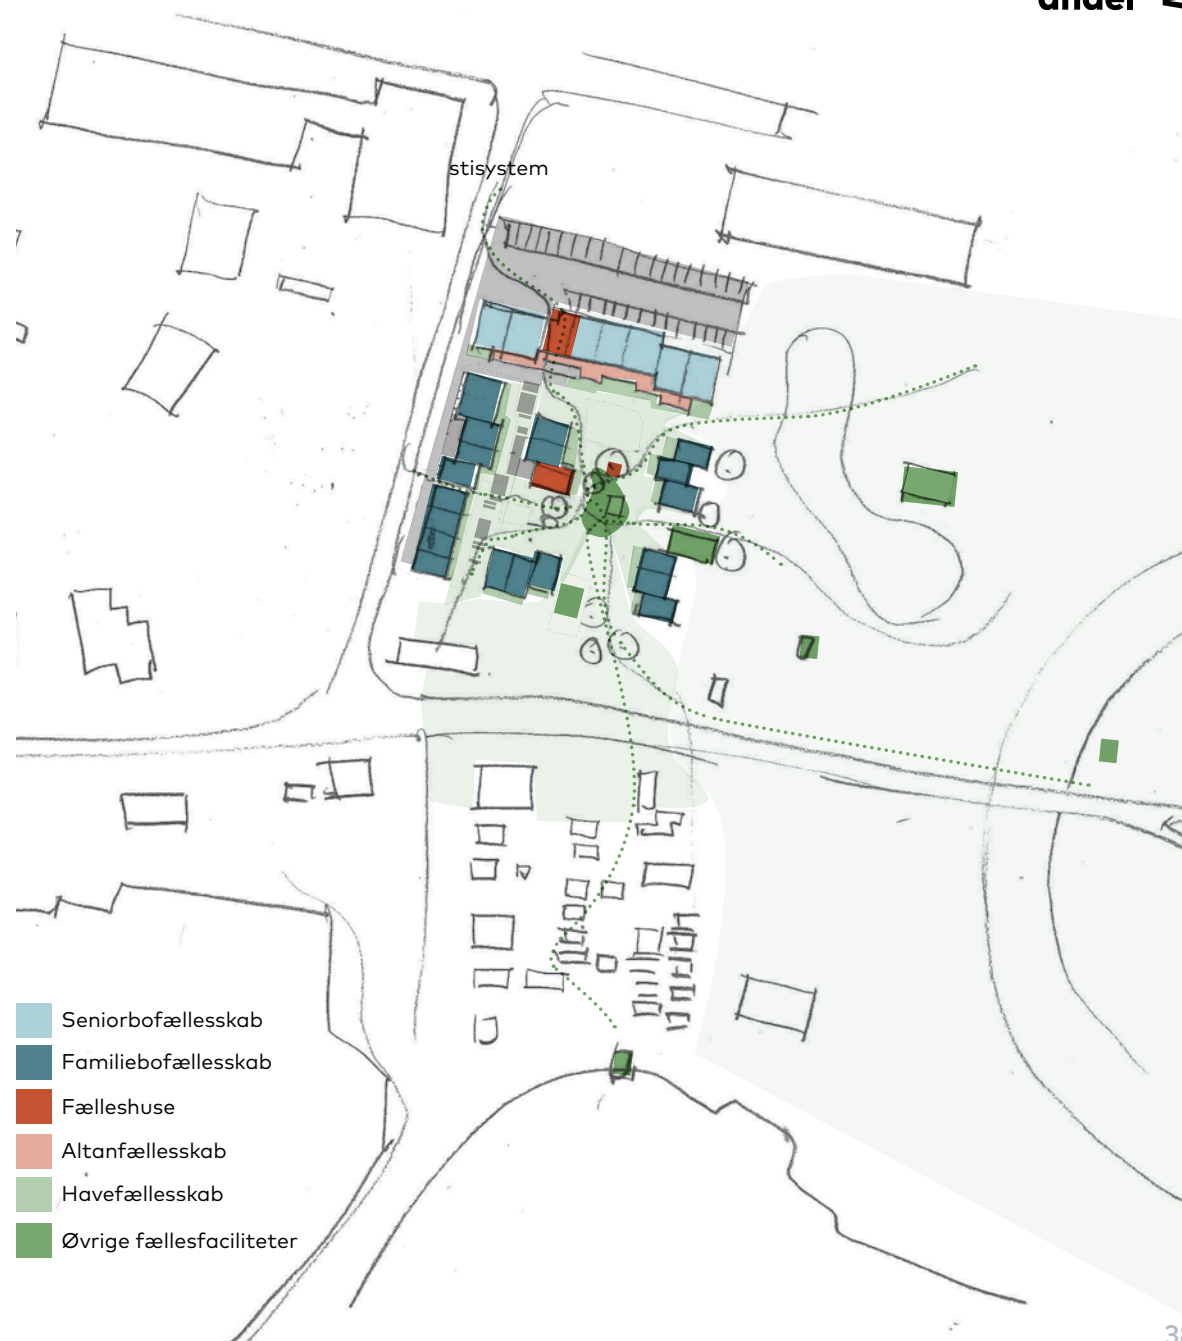 stisystem
Seniorbofællesskab
Familiebofællesskab
Fælleshuse
Altanfællesskab
Havefællesskab
Øvrige fællesfaciliteter